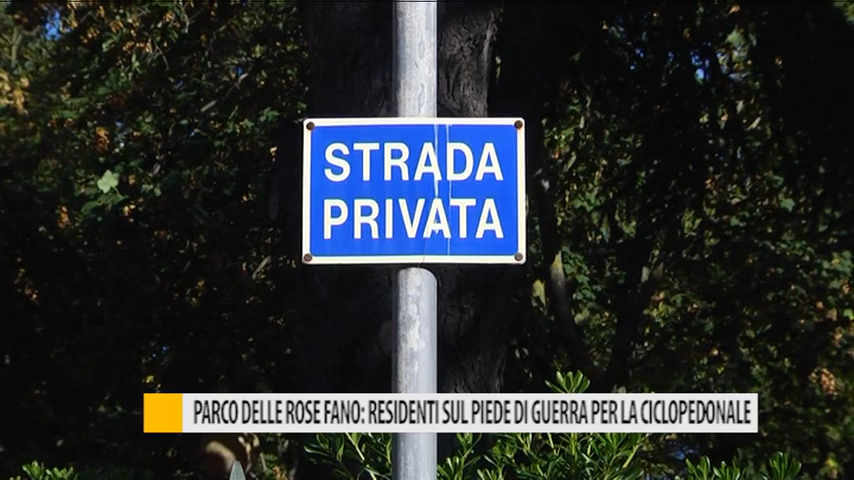 STRADA
PRIVATA
PARCO DELLE ROSE FANO: RESIDENTI SUL PIEDE DI GUERRA PER LA CICLOPEDONALE